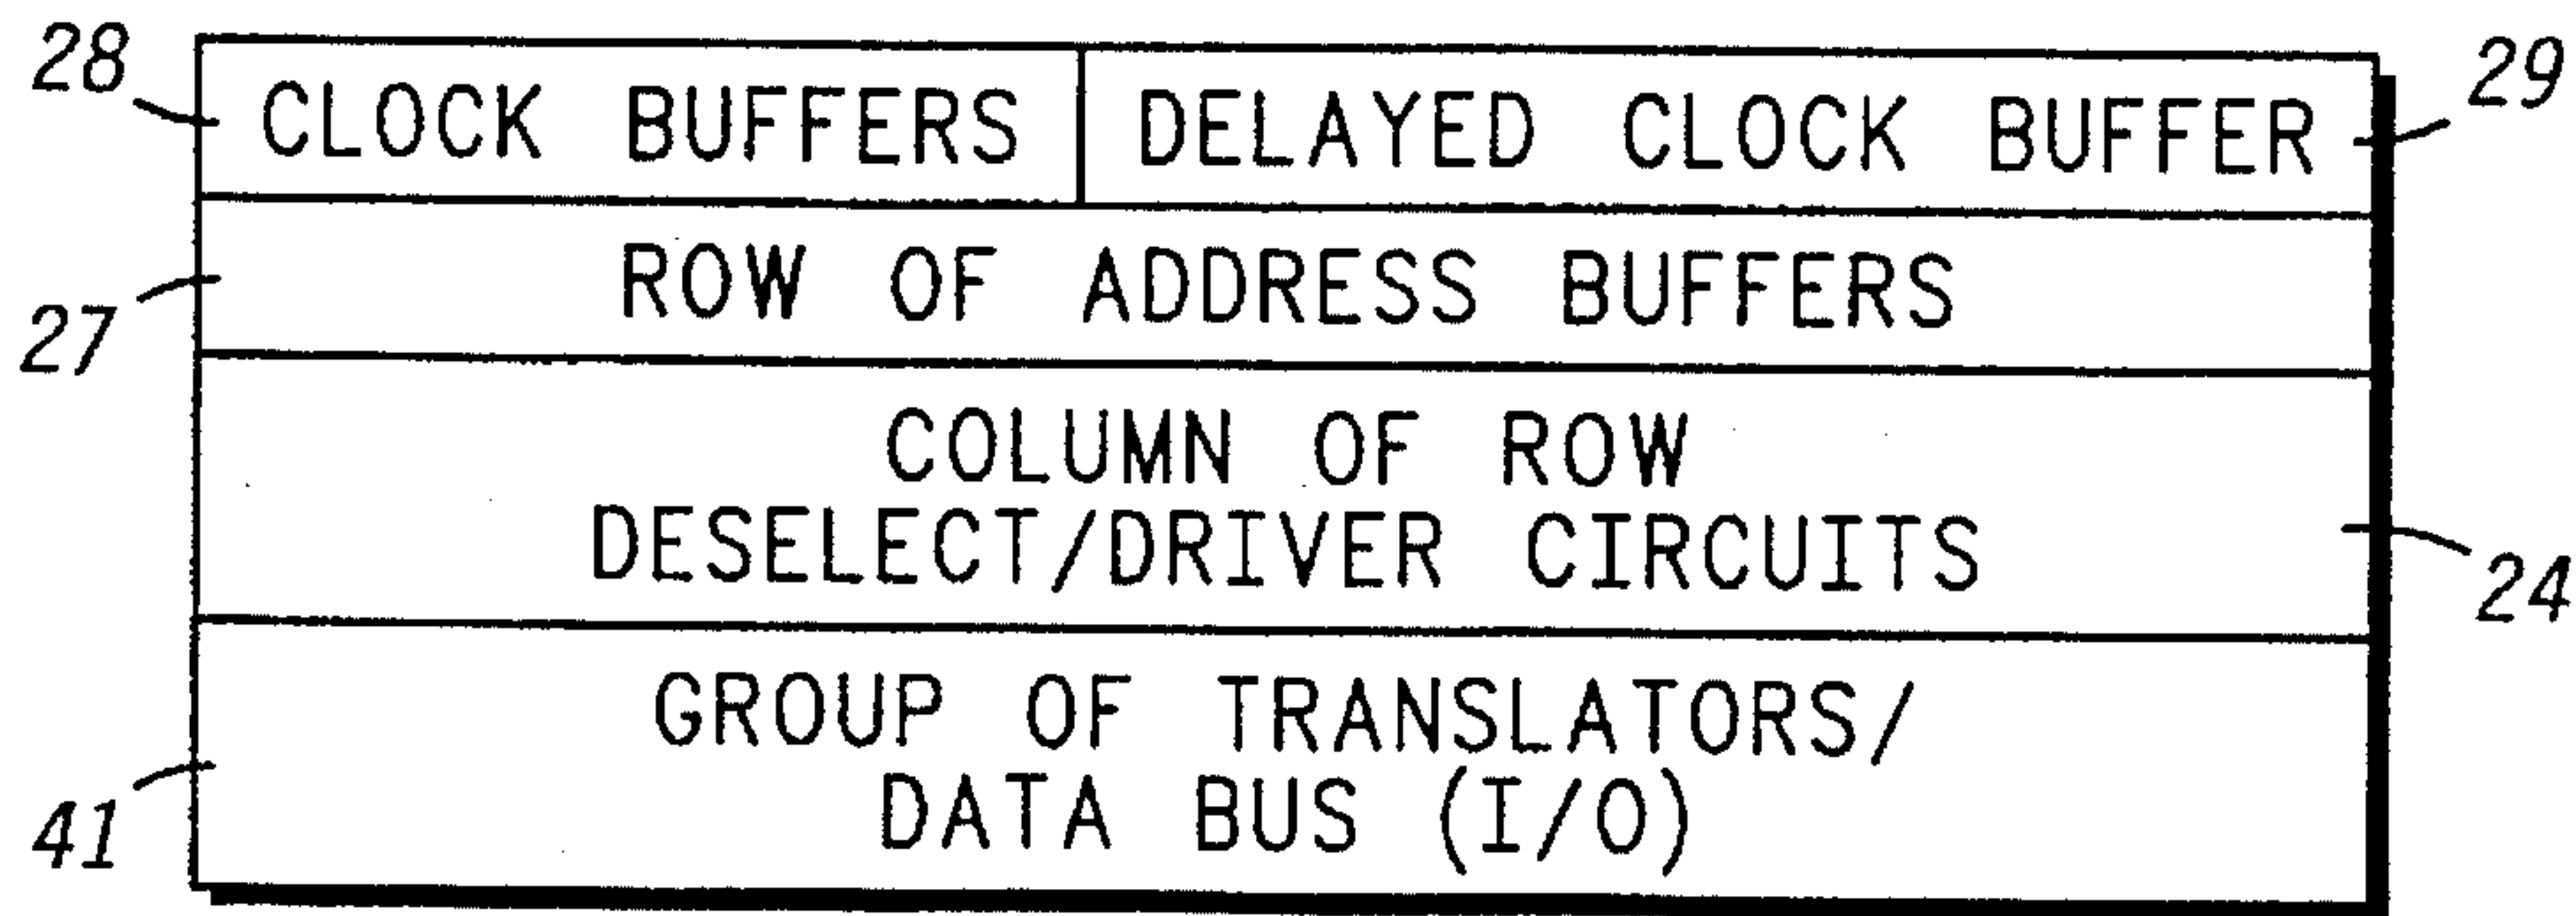 28
CLOCK BUFFERS
DELAYED CLOCK BUFFER
29
27
ROW OF ADDRESS BUFFERS
COLUMN OF ROW
DESELECT/DRIVER CIRCUITS
24
GROUP OF TRANSLATORS/
DATA BUS (I/O)
41